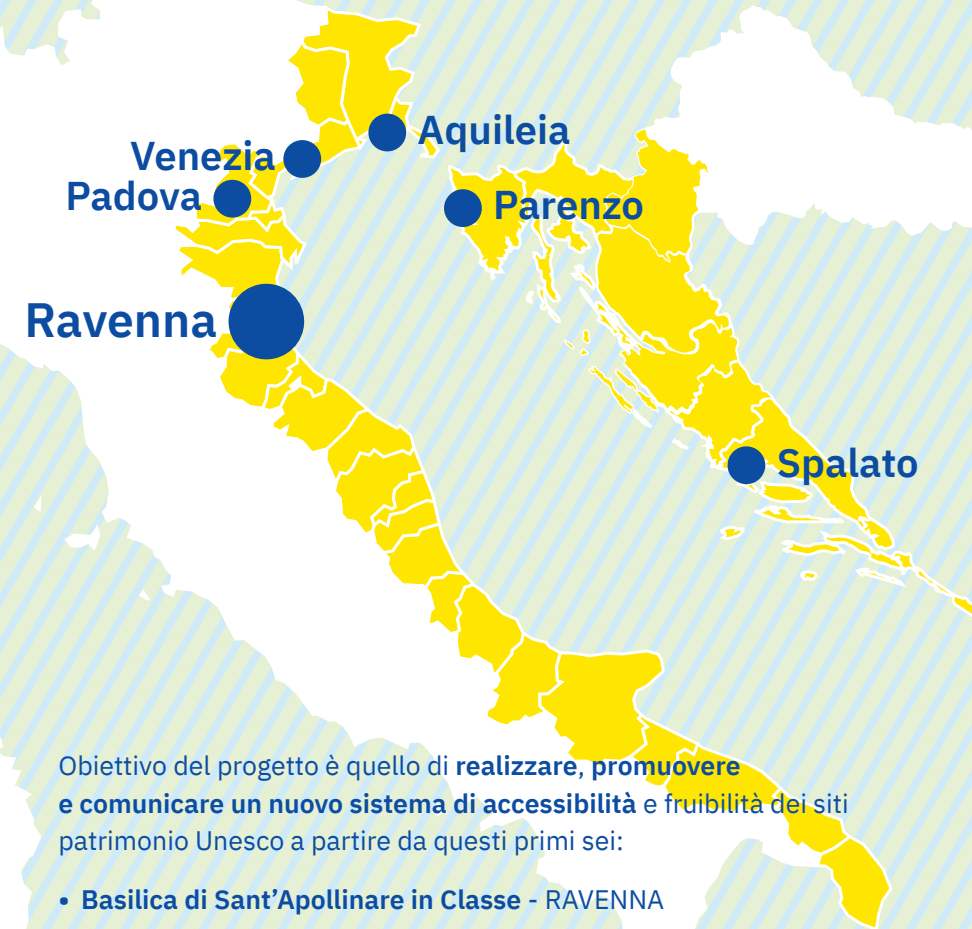 Aquileia
Venezia
Padova
Parenzo
Ravenna
Spalato
Obiettivo del progetto è quello di realizzare, promuovere
e comunicare un nuovo sistema di accessibilità e fruibilità dei siti
patrimonio Unesco a partire da questi primi sei:
• Basilica di Sant’Apollinare in Classe - RAVENNA